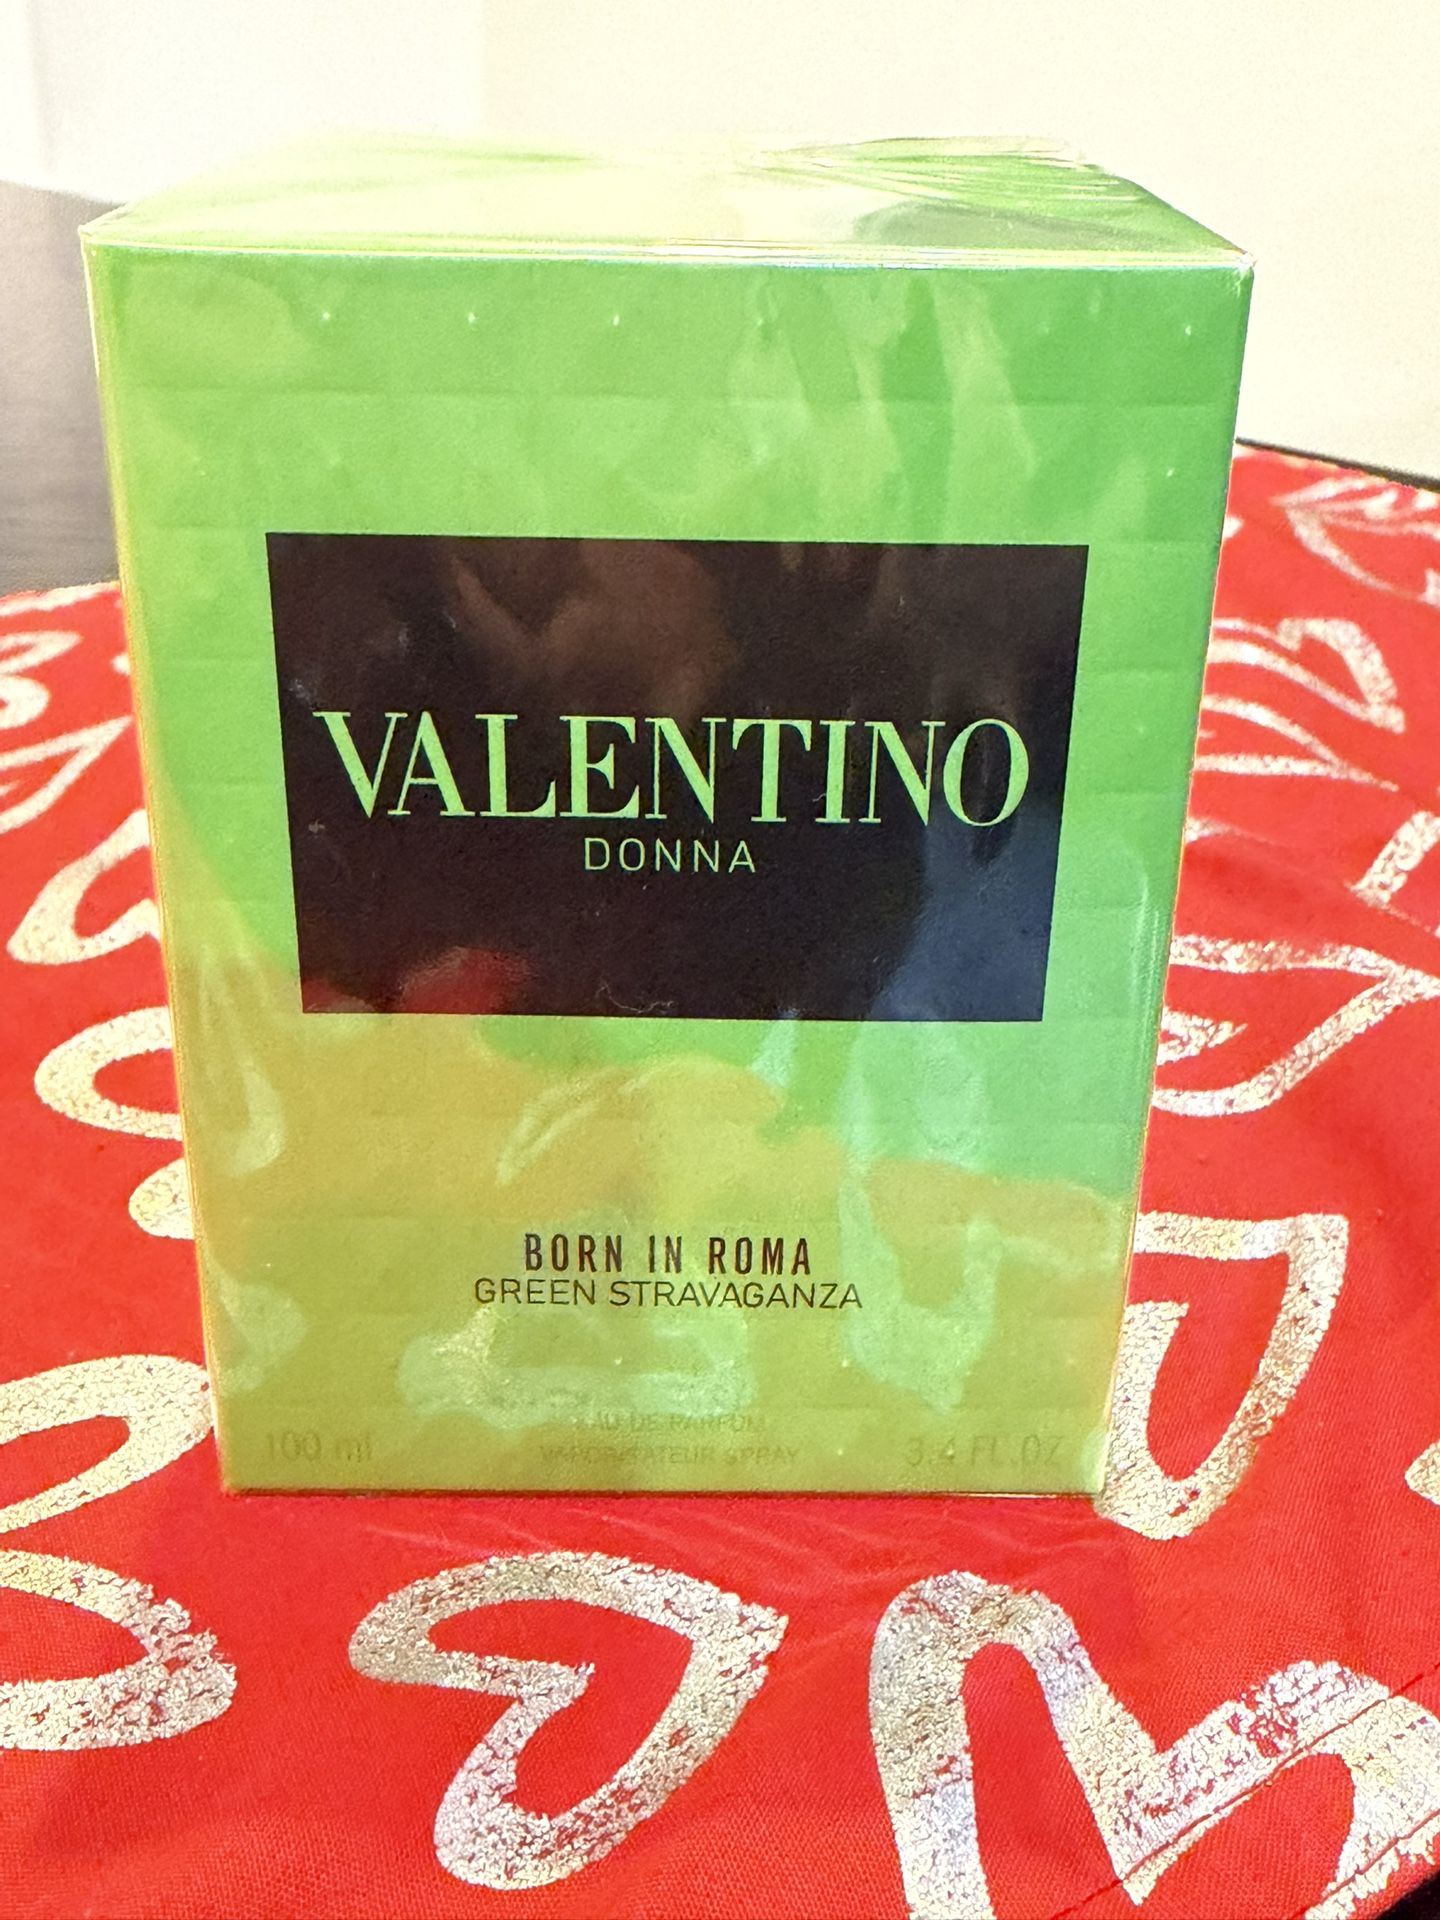 VALENTINO
DONNA
BORN IN ROMA
GREEN STRAVAGANZA
EAU DE PARFUM
100 ml VAPORISATEUR SPRAY 3.4 FL.OZ